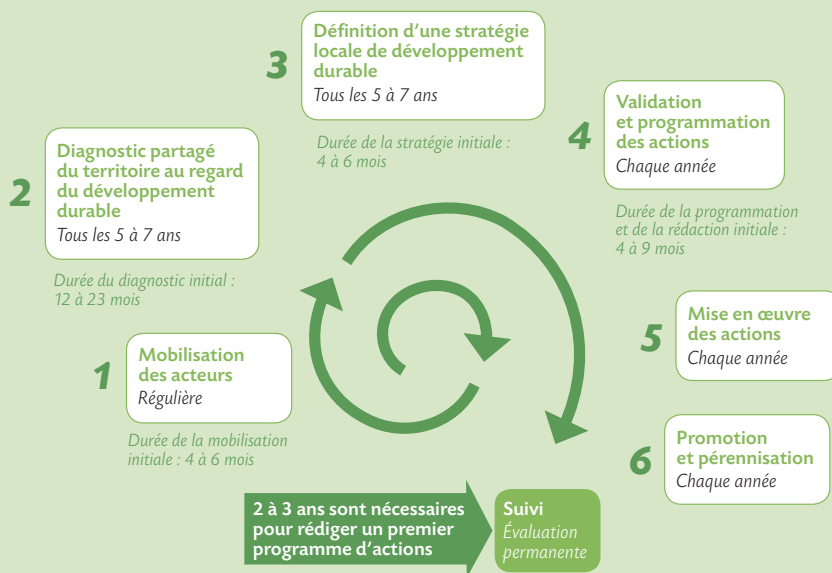 1
Mobilisation
des acteurs
Régulière
Durée de la mobilisation
initiale : 4 à 6 mois
2
Diagnostic partagé
du territoire au regard
du développement
durable
Tous les 5 à 7 ans
Durée du diagnostic initial :
12 à 23 mois
3
Définition d’une stratégie
locale de développement
durable
Tous les 5 à 7 ans
Durée de la stratégie initiale :
4 à 6 mois
4
Validation
et programmation
des actions
Chaque année
Durée de la programmation
et de la rédaction initiale :
4 à 9 mois
5
Mise en œuvre
des actions
Chaque année
6
Promotion
et pérennisation
Chaque année
2 à 3 ans sont nécessaires
pour rédiger un premier
programme d’actions
Suivi
Évaluation
permanente